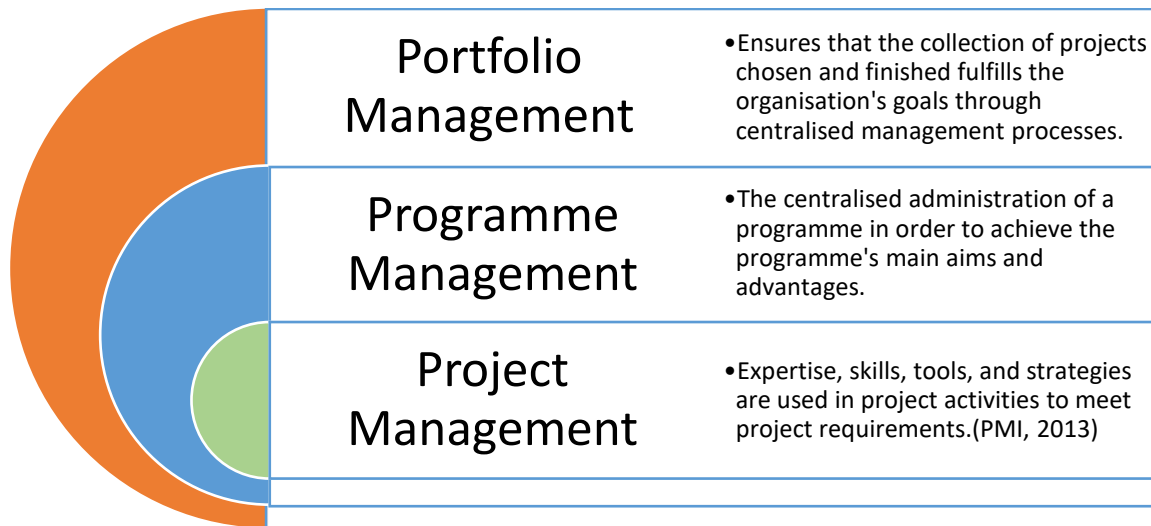 Portfolio
Management
•Ensures that the collection of projects
chosen and finished fulfills the
organisation's goals through
centralised management processes.
Programme
Management
•The centralised administration of a
programme in order to achieve the
programme's main aims and
advantages.
Project
Management
•Expertise, skills, tools, and strategies
are used in project activities to meet
project requirements.(PMI, 2013)